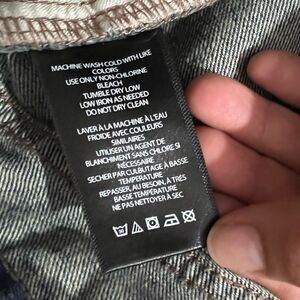 MACHINE WASH COLD WITH LIKE
COLORS
USE ONLY NON-CHLORINE
BLEACH
TUMBLE DRY LOW
LOW IRON AS NEEDED
DO NOT DRY CLEAN
LAVER À LA MACHINE À L'EAU
FROIDE AVEC COULEURS
SIMILAIRES
UTILISER UN AGENT DE
BLANCHIMENT SANS CHLORE SI
NÉCESSAIRE
SECHER PAR CULBUTAGE À BASSE
TEMPERATURE
REPASSER, AU BESOIN, À TRÈS
BASSE TEMPÉRATURE
NE PAS NETTOYER À SEC